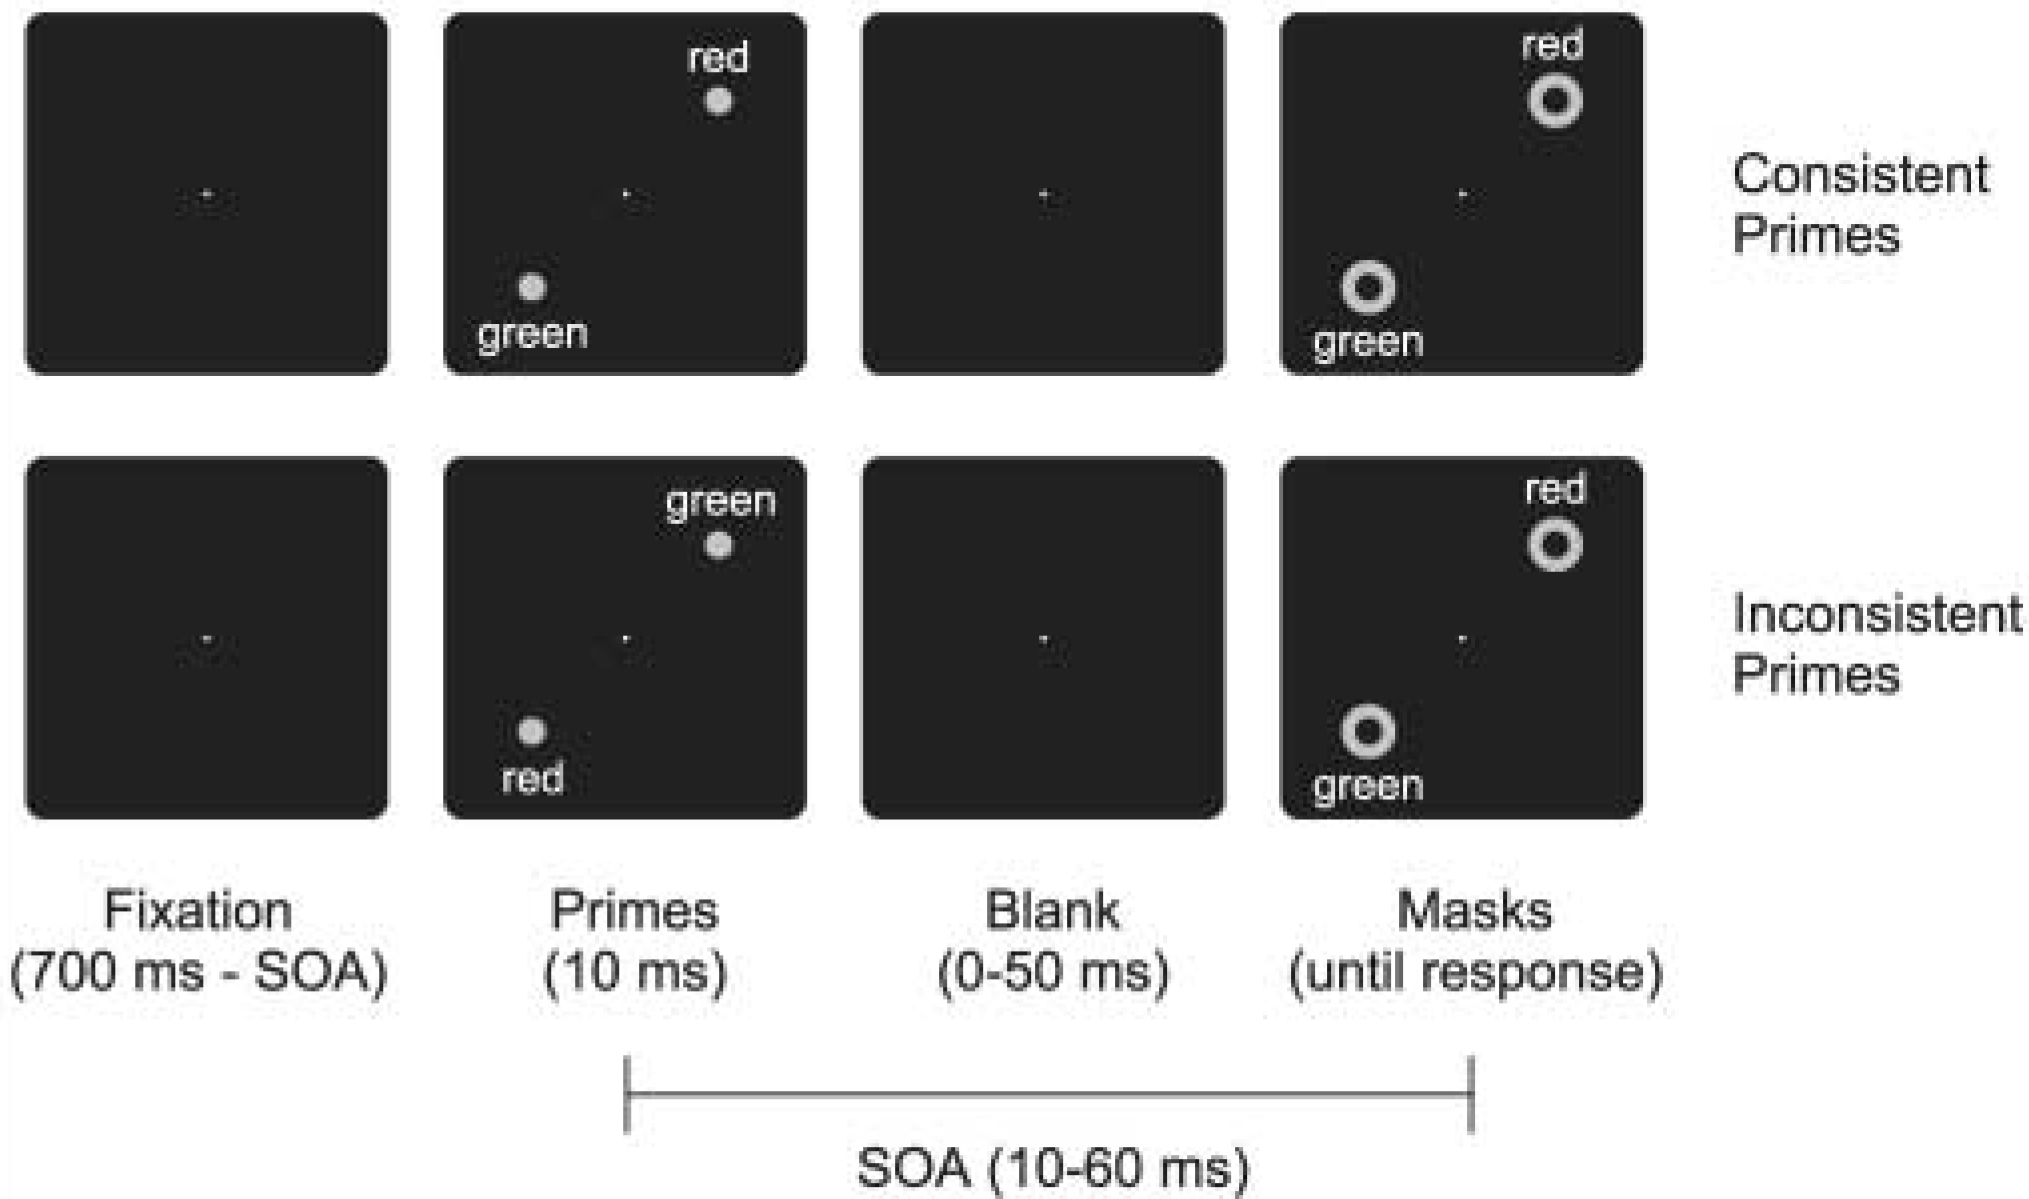 red
green
red
green
Consistent
Primes
green
red
red
green
Inconsistent
Primes
Fixation
(700 ms - SOA)
Primes
(10 ms)
Blank
(0-50 ms)
Masks
(until response)
SOA (10-60 ms)